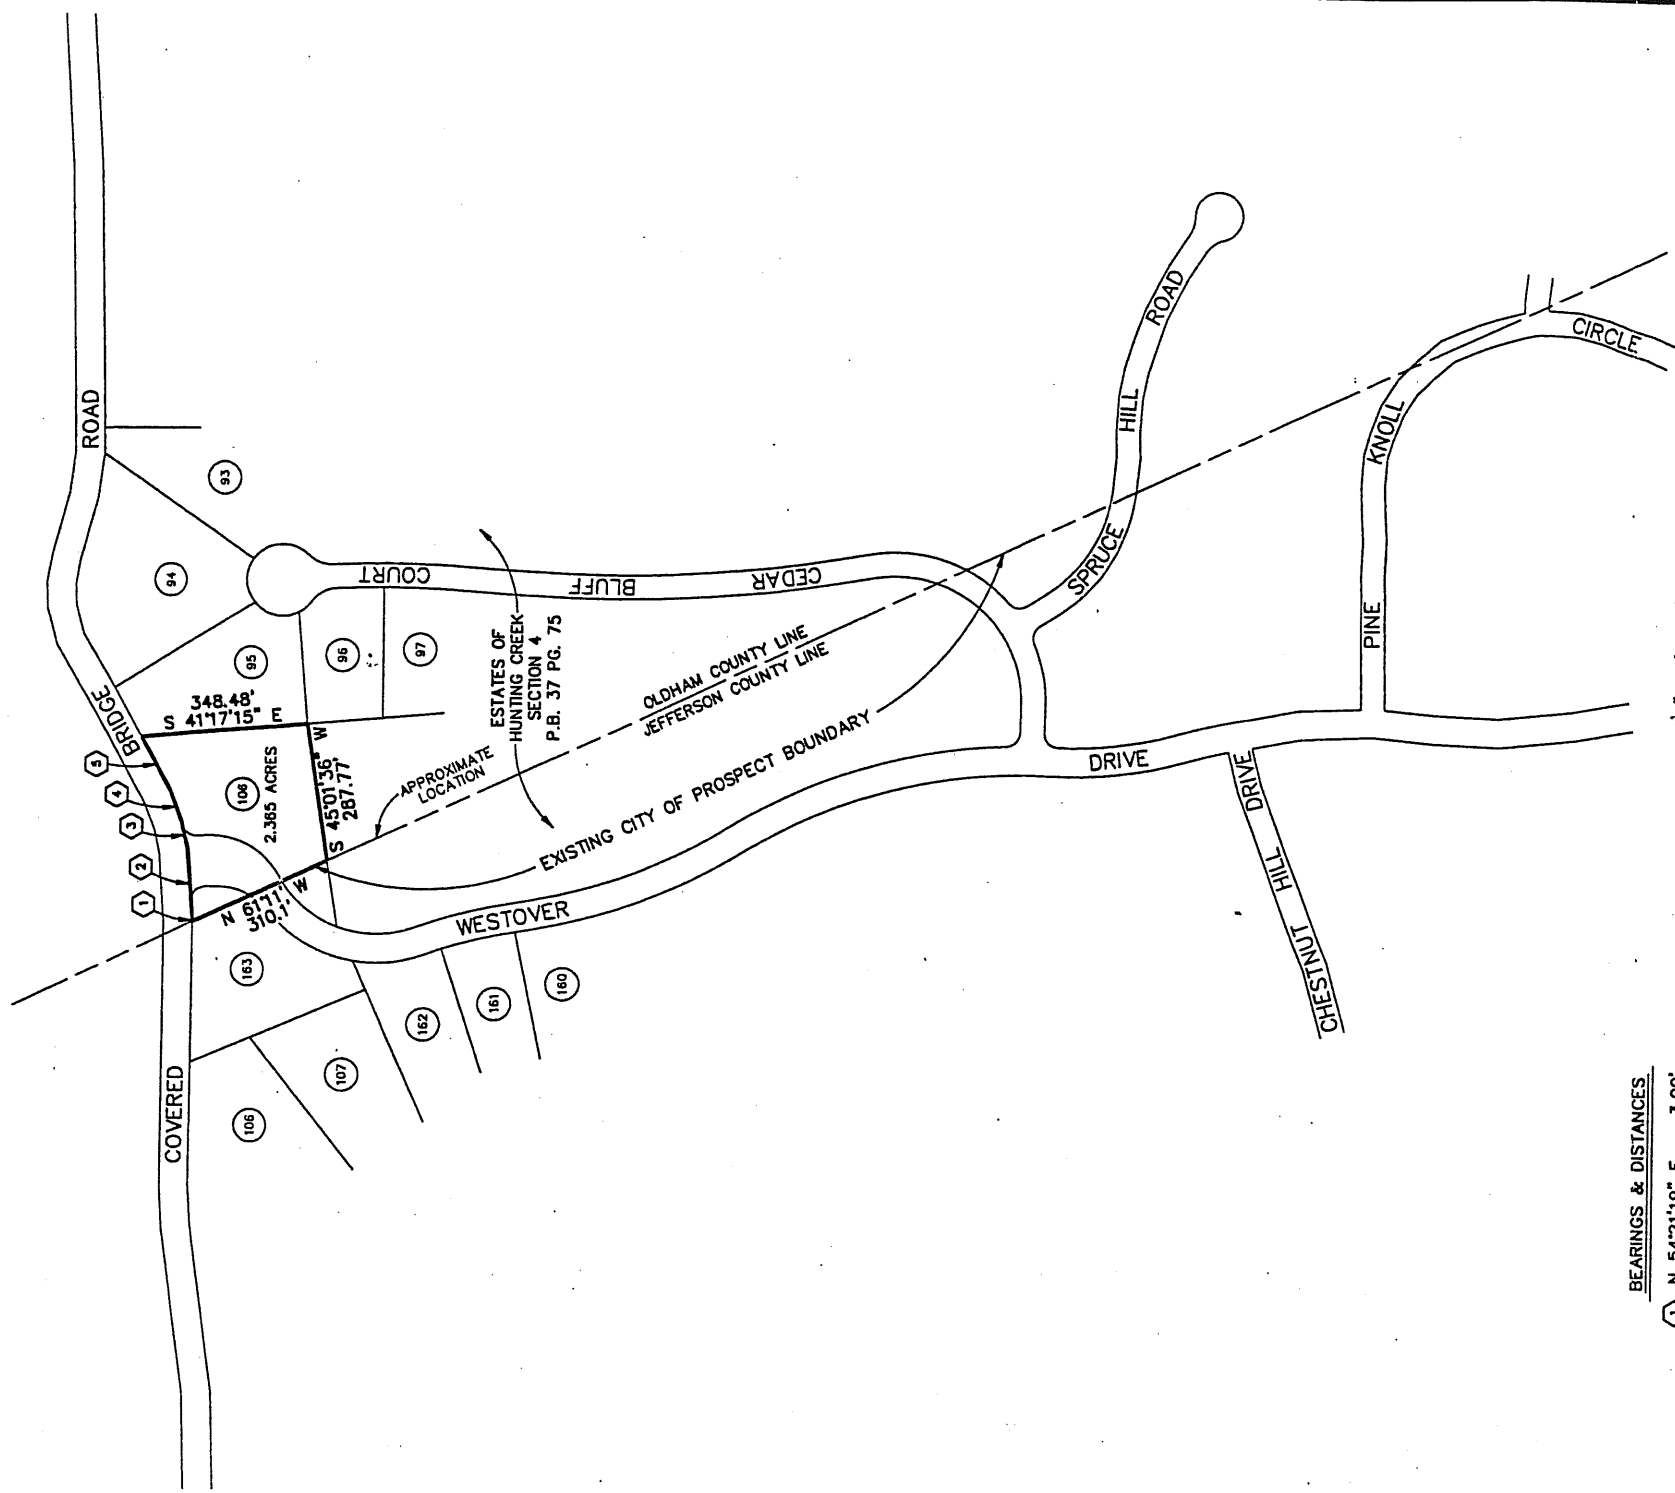 COVERED
BRIDGE
ROAD
1
2
3
4
5
93
94
95
96
97
106
2.365 ACRES
S 41°17'15" E
348.48'
S 45°01'36" W
287.77'
N 61°11' W
310.1'
163
106
107
162
161
160
APPROXIMATE
LOCATION
ESTATES OF
HUNTING CREEK
SECTION 4
P.B. 37 PG. 75
CEDAR
BLUFF
COURT
OLDHAM COUNTY LINE
JEFFERSON COUNTY LINE
EXISTING CITY OF PROSPECT BOUNDARY
WESTOVER
DRIVE
SPRUCE
HILL
ROAD
CHESTNUT HILL DRIVE
PINE
KNOLL
CIRCLE
BEARINGS & DISTANCES
1